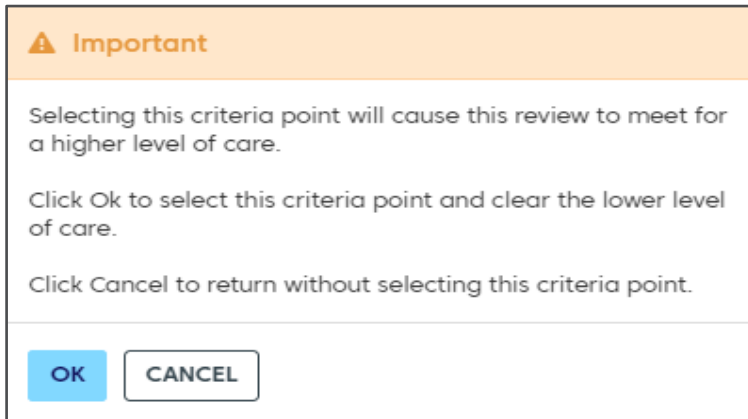 Important
Selecting this criteria point will cause this review to meet for
a higher level of care.
Click Ok to select this criteria point and clear the lower level
of care.
Click Cancel to return without selecting this criteria point.
OK CANCEL